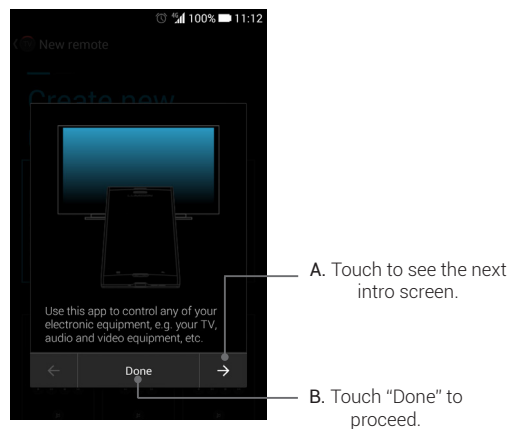 100% 11:12
New remote
Create new
Use this app to control any of your
electronic equipment, e.g. your TV,
audio and video equipment, etc.
← Done →
A. Touch to see the next
intro screen.
B. Touch “Done” to
proceed.